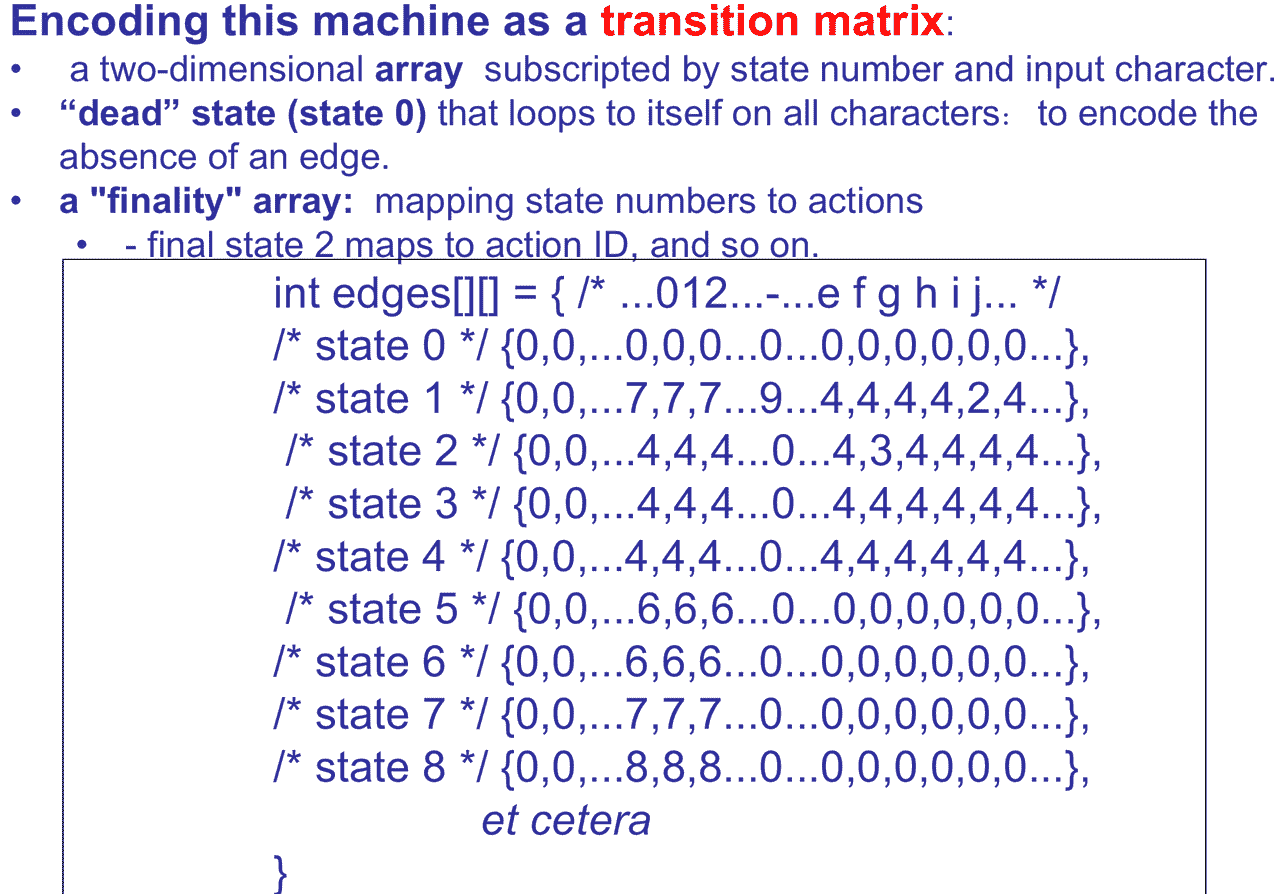 Encoding this machine as a transition matrix:
• a two-dimensional array subscripted by state number and input character.
• “dead” state (state 0) that loops to itself on all characters: to encode the
absence of an edge.
• a "finality" array: mapping state numbers to actions
• - final state 2 maps to action ID, and so on.
int edges[][] = { /* ...012...-...e f g h i j... */
/* state 0 */ {0,0,...0,0,0...0...0,0,0,0,0,0...},
/* state 1 */ {0,0,...7,7,7...9...4,4,4,4,2,4...},
/* state 2 */ {0,0,...4,4,4...0...4,3,4,4,4,4...},
/* state 3 */ {0,0,...4,4,4...0...4,4,4,4,4,4...},
/* state 4 */ {0,0,...4,4,4...0...4,4,4,4,4,4...},
/* state 5 */ {0,0,...6,6,6...0...0,0,0,0,0,0...},
/* state 6 */ {0,0,...6,6,6...0...0,0,0,0,0,0...},
/* state 7 */ {0,0,...7,7,7...0...0,0,0,0,0,0...},
/* state 8 */ {0,0,...8,8,8...0...0,0,0,0,0,0...},
et cetera
}